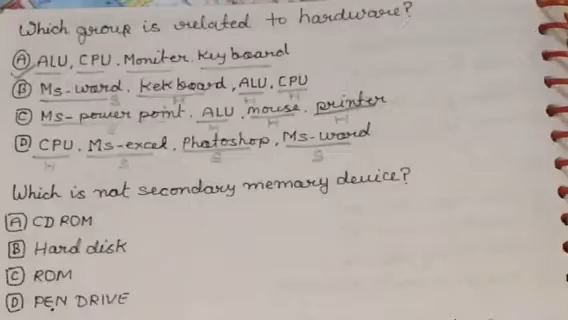 Which group is related to hardware?
A ALU, CPU, Moniter, Key board
B Ms-word, Kekboard, ALU, CPU
S H H H
C Ms-power point, ALU, mouse, printer
S H H H
D CPU, Ms-excel, Photoshop, Ms-word
H S S S
Which is not secondary memory device?
A CD ROM
B Hard disk
C ROM
D PEN DRIVE